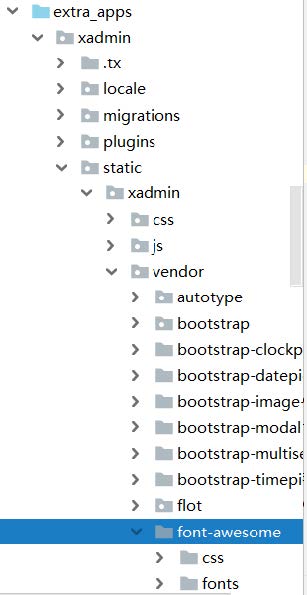 extra_apps
xadmin
.tx
locale
migrations
plugins
static
xadmin
css
js
vendor
autotype
bootstrap
bootstrap-clockp
bootstrap-datepi
bootstrap-image
bootstrap-modal
bootstrap-multise
bootstrap-timepi
flot
font-awesome
css
fonts